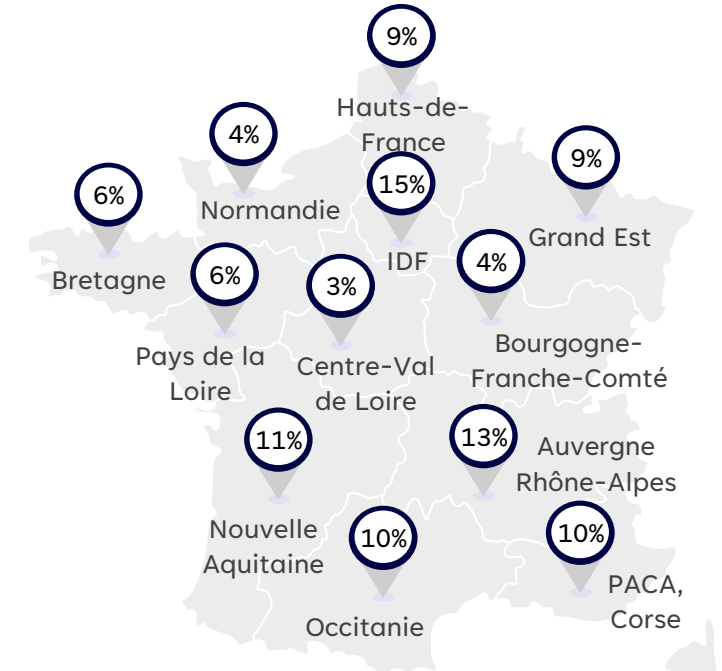 9%
Hauts-de-
France
4%
Normandie
15%
IDF
9%
Grand Est
6%
Bretagne
6%
Pays de la
Loire
3%
Centre-Val
de Loire
4%
Bourgogne-
Franche-Comté
11%
Nouvelle
Aquitaine
13%
Auvergne
Rhône-Alpes
10%
Occitanie
10%
PACA,
Corse